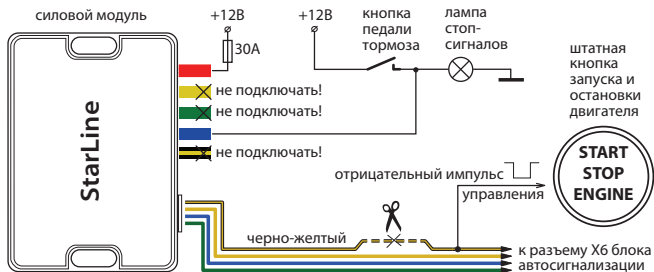 силовой модуль
+12В
30А
+12В
кнопка
педали
тормоза
лампа
стоп-
сигналов
штатная
кнопка
запуска и
остановки
двигателя
не подключать!
не подключать!
не подключать!
StarLine
START
STOP
ENGINE
отрицательный импульс
управления
черно-желтый
к разъему X6 блока
автосигнализации